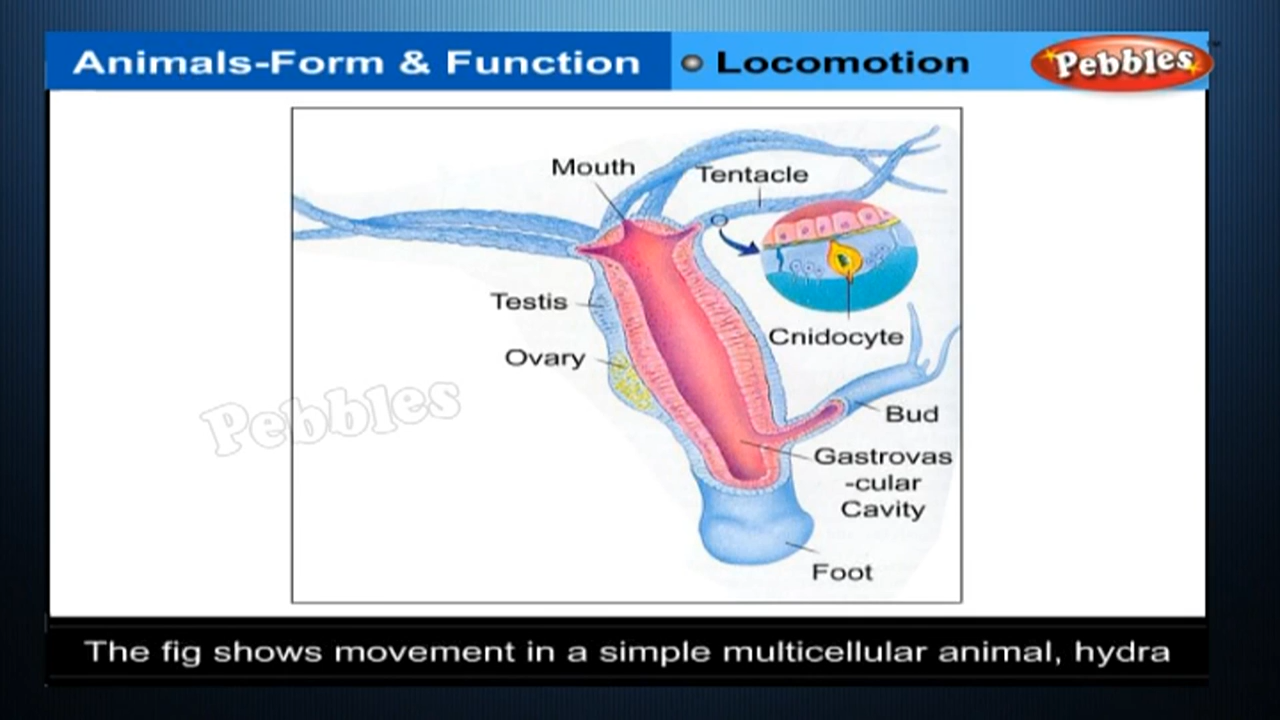 Animals-Form & Function
Locomotion
Pebbles
Mouth
Tentacle
Testis
Cnidocyte
Ovary
Pebbles
Bud
Gastrovas
-cular
Cavity
Foot
The fig shows movement in a simple multicellular animal, hydra